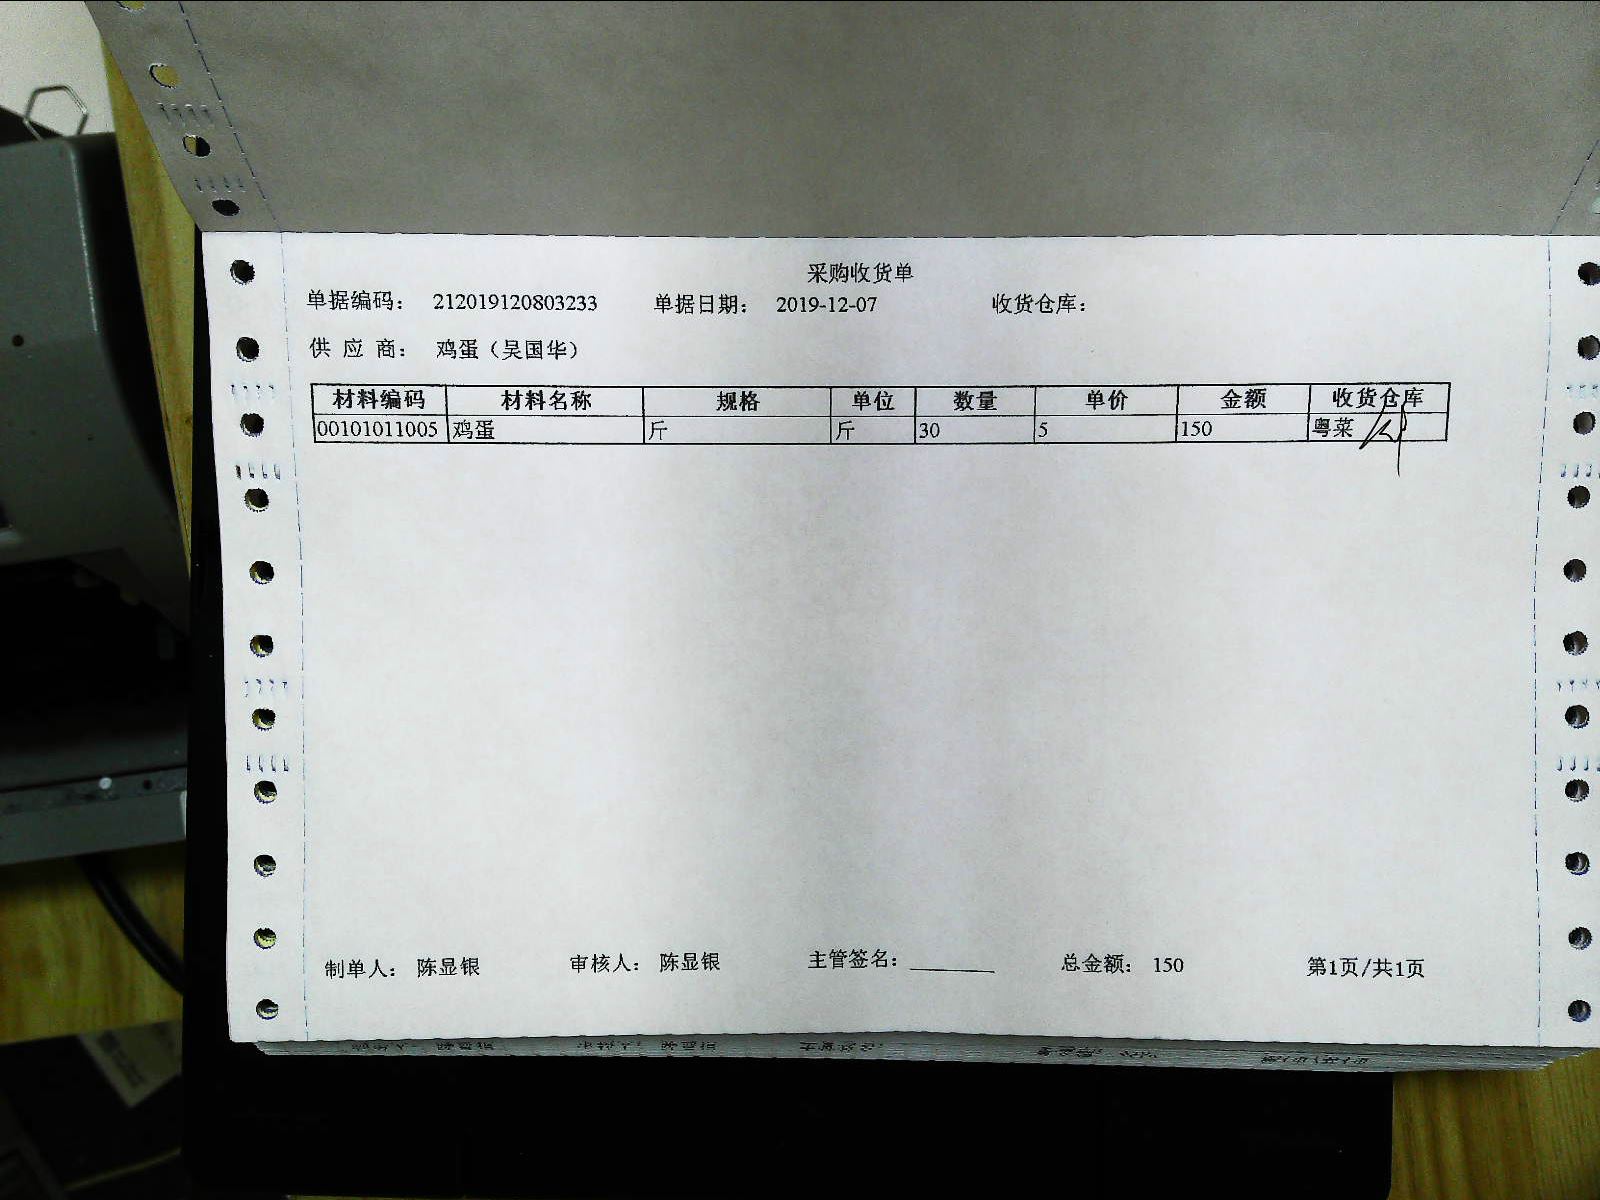 采购收货单
单据编码： 212019120803233 单据日期： 2019-12-07 收货仓库：
供 应 商： 鸡蛋（吴国华）
材料编码 材料名称 规格 单位 数量 单价 金额 收货仓库
00101011005 鸡蛋 斤 斤 30 5 150 粤菜
制单人： 陈显银 审核人： 陈显银 主管签名： 总金额： 150 第1页/共1页